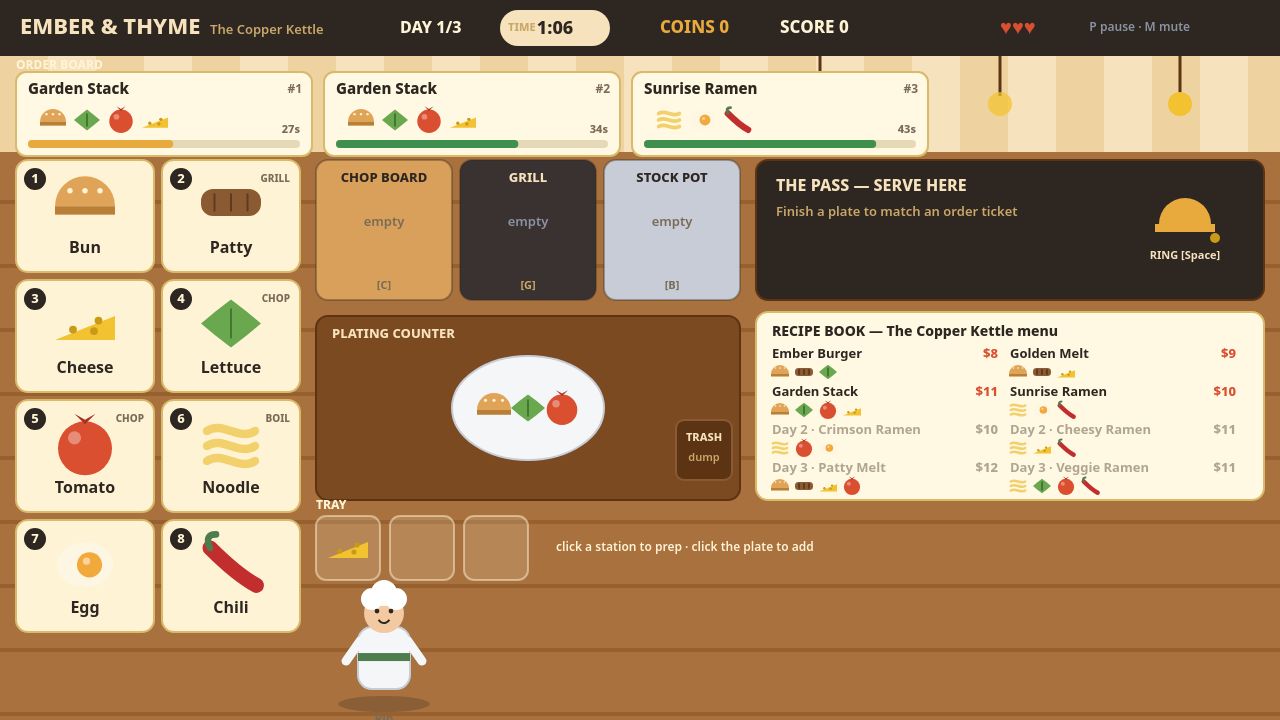 EMBER & THYME The Copper Kettle DAY 1/3 TIME 1:06 COINS 0 SCORE 0 ♥♥♥ P pause · M mute
ORDER BOARD
Garden Stack #1
27s
Garden Stack #2
34s
Sunrise Ramen #3
43s
1
Bun
2 GRILL
Patty
3
Cheese
4 CHOP
Lettuce
5 CHOP
Tomato
6 BOIL
Noodle
7
Egg
8
Chili
CHOP BOARD
empty
[C]
GRILL
empty
[G]
STOCK POT
empty
[B]
THE PASS — SERVE HERE
Finish a plate to match an order ticket
RING [Space]
PLATING COUNTER
TRASH
dump
RECIPE BOOK — The Copper Kettle menu
Ember Burger $8 Golden Melt $9
Garden Stack $11 Sunrise Ramen $10
Day 2 · Crimson Ramen $10 Day 2 · Cheesy Ramen $11
Day 3 · Patty Melt $12 Day 3 · Veggie Ramen $11
TRAY
click a station to prep · click the plate to add